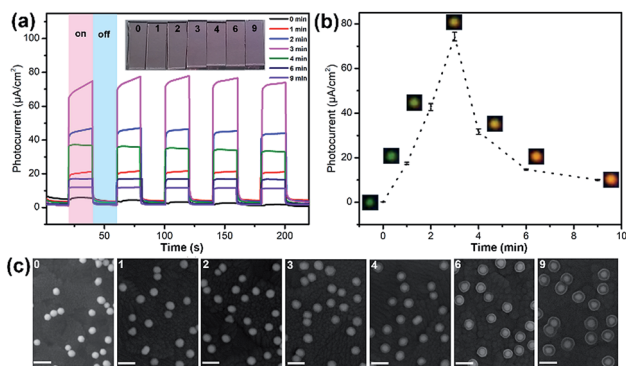 (a)
on
off
0 1 2 3 4 6 9
0 min
1 min
2 min
3 min
4 min
6 min
9 min
Photocurrent (μA/cm²)
100
80
60
40
20
0
0 50 100 150 200
Time (s)
(b)
Photocurrent (μA/cm²)
80
60
40
20
0
0 2 4 6 8 10
Time (min)
(c)
0 1 2 3 4 6 9